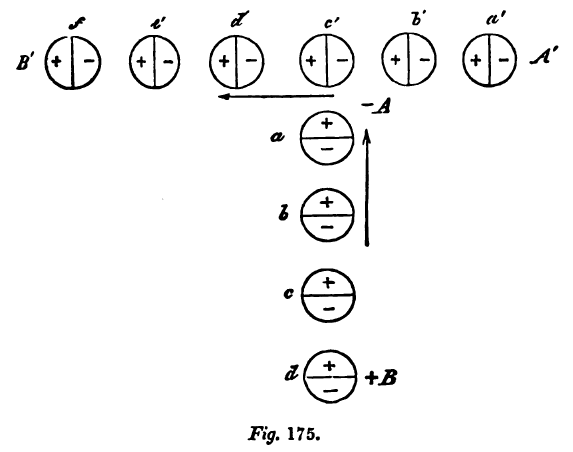 f i' d' c' b' a'
B' + - + - + - + - + - + - A'
-A
a + -
b + -
c + -
d + - +B
Fig. 175.